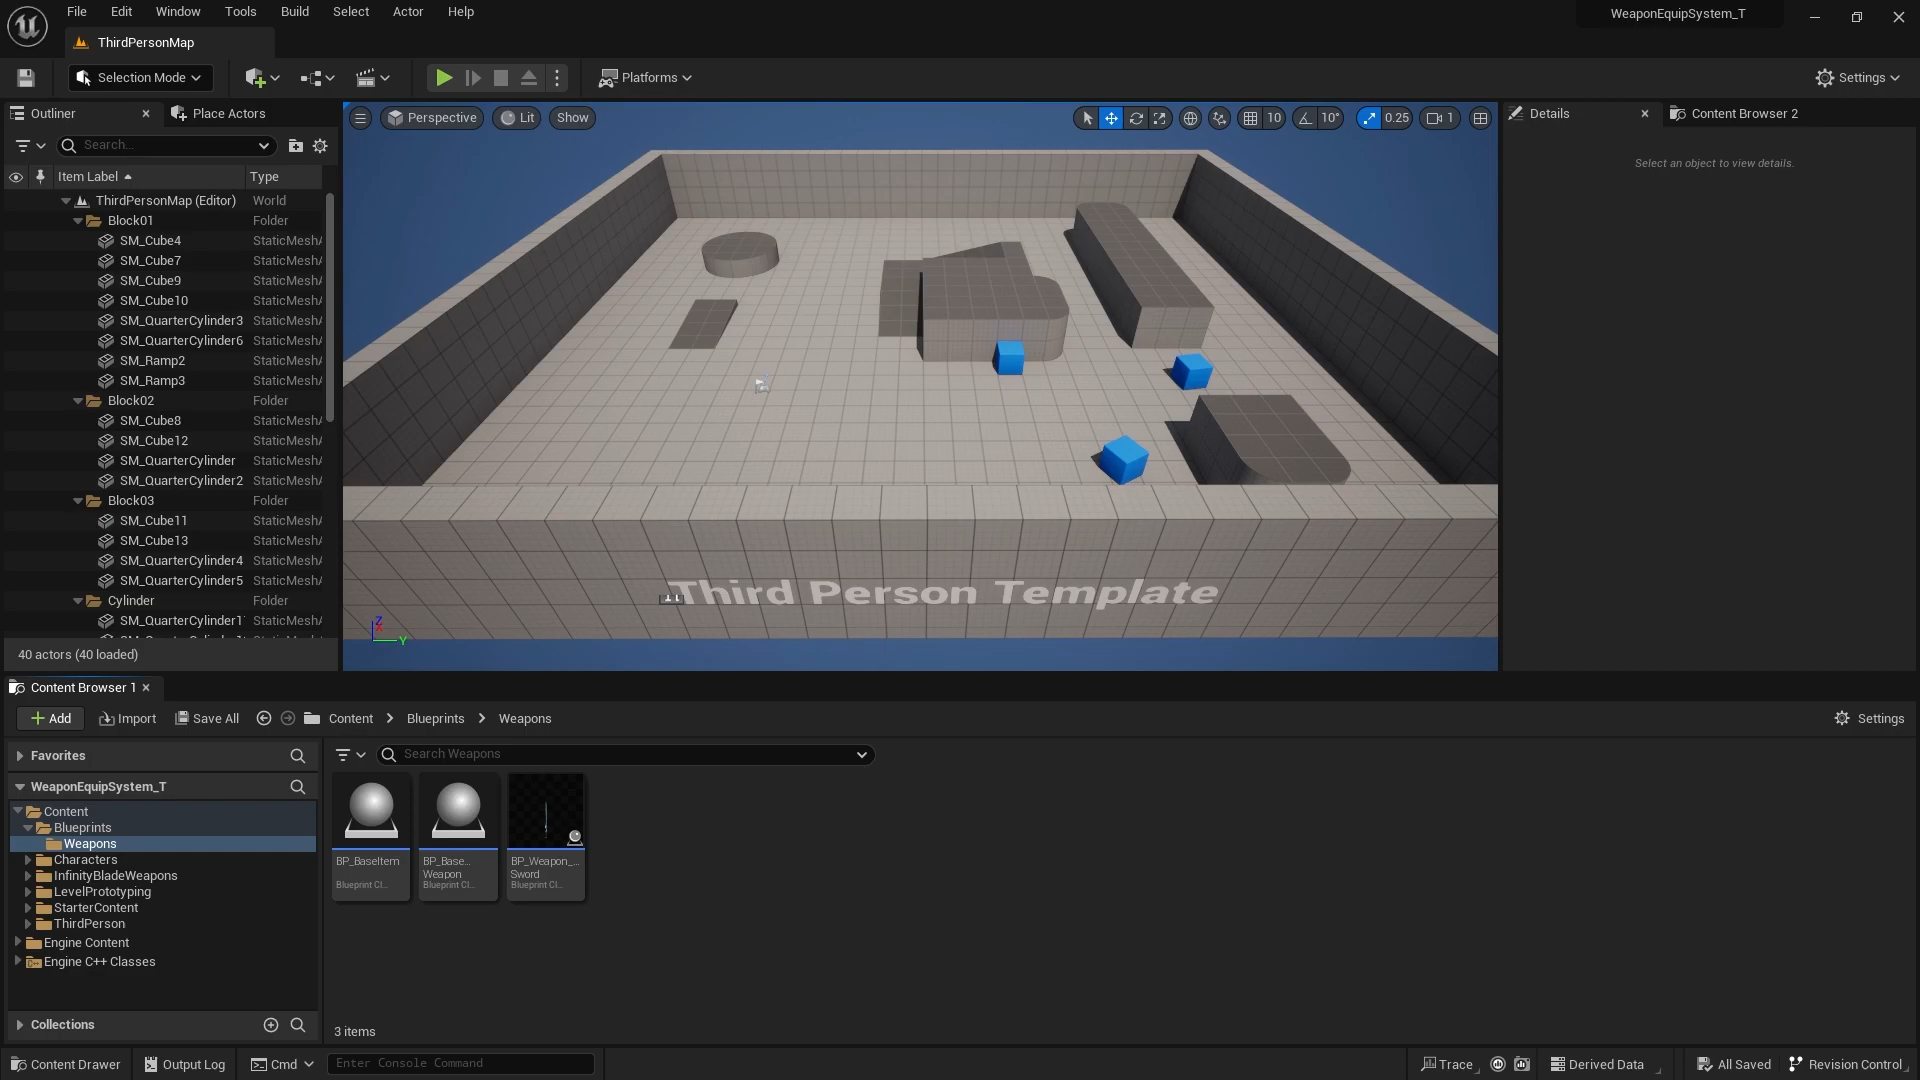 File Edit Window Tools Build Select Actor Help
WeaponEquipSystem_T
ThirdPersonMap
Selection Mode
Platforms
Settings
Outliner
Place Actors
Perspective
Lit
Show
10
10°
0.25
1
Details
Content Browser 2
Search...
Select an object to view details.
Item Label Type
ThirdPersonMap (Editor) World
Block01 Folder
SM_Cube4 StaticMesh
SM_Cube7 StaticMesh
SM_Cube9 StaticMesh
SM_Cube10 StaticMesh
SM_QuarterCylinder3 StaticMesh
SM_QuarterCylinder6 StaticMesh
SM_Ramp2 StaticMesh
SM_Ramp3 StaticMesh
Block02 Folder
SM_Cube8 StaticMesh
SM_Cube12 StaticMesh
SM_QuarterCylinder StaticMesh
SM_QuarterCylinder2 StaticMesh
Block03 Folder
SM_Cube11 StaticMesh
SM_Cube13 StaticMesh
SM_QuarterCylinder4 StaticMesh
SM_QuarterCylinder5 StaticMesh
Cylinder Folder
SM_QuarterCylinder1 StaticMesh
40 actors (40 loaded)
Third Person Template
Z
X
Y
Content Browser 1
Add
Import
Save All
Content
Blueprints
Weapons
Settings
Favorites
Search Weapons
WeaponEquipSystem_T
Content
Blueprints
Weapons
Characters
InfinityBladeWeapons
LevelPrototyping
StarterContent
ThirdPerson
Engine Content
Engine C++ Classes
BP_BaseItem
Blueprint Cl...
BP_Base...
Weapon
Blueprint Cl...
BP_Weapon_...
Sword
Blueprint Cl...
Collections
3 items
Content Drawer
Output Log
Cmd
Enter Console Command
Trace
Derived Data
All Saved
Revision Control